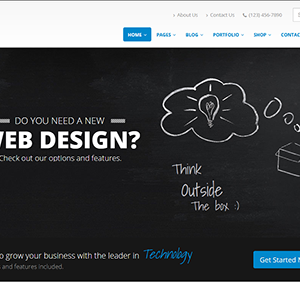 About Us Contact Us (123) 456-7890
HOME PAGES BLOG PORTFOLIO SHOP CONTAC
DO YOU NEED A NEW
WEB DESIGN?
Check out our options and features.
Think
Outside
The box :)
o grow your business with the leader in Technology
and features included.
Get Started